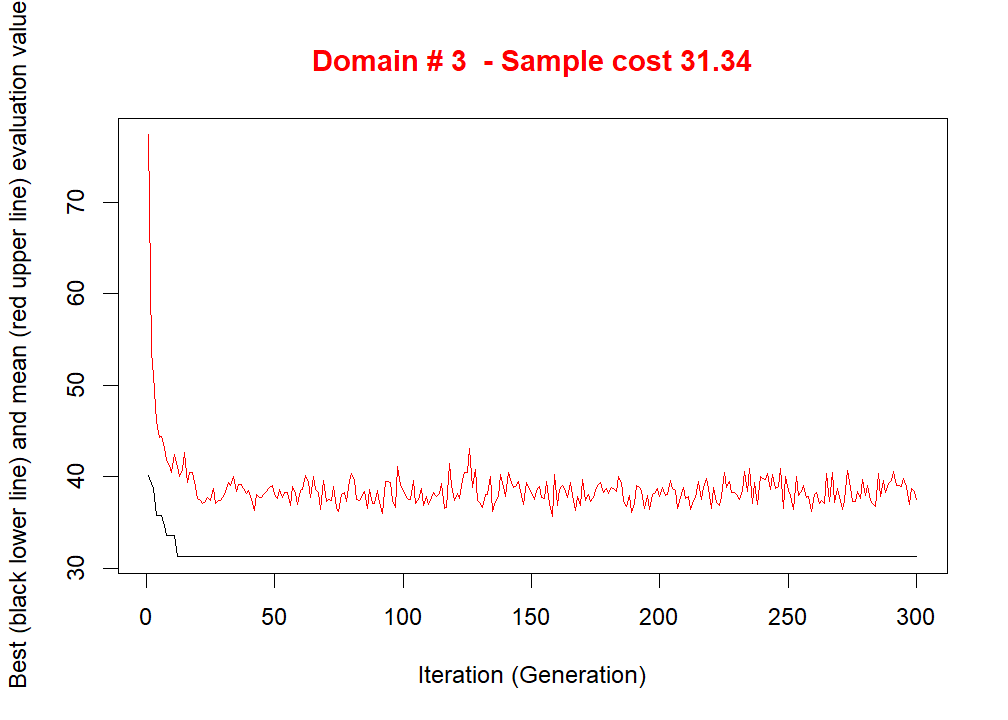 Domain # 3 - Sample cost 31.34
Best (black lower line) and mean (red upper line) evaluation value
70
60
50
40
30
0 50 100 150 200 250 300
Iteration (Generation)